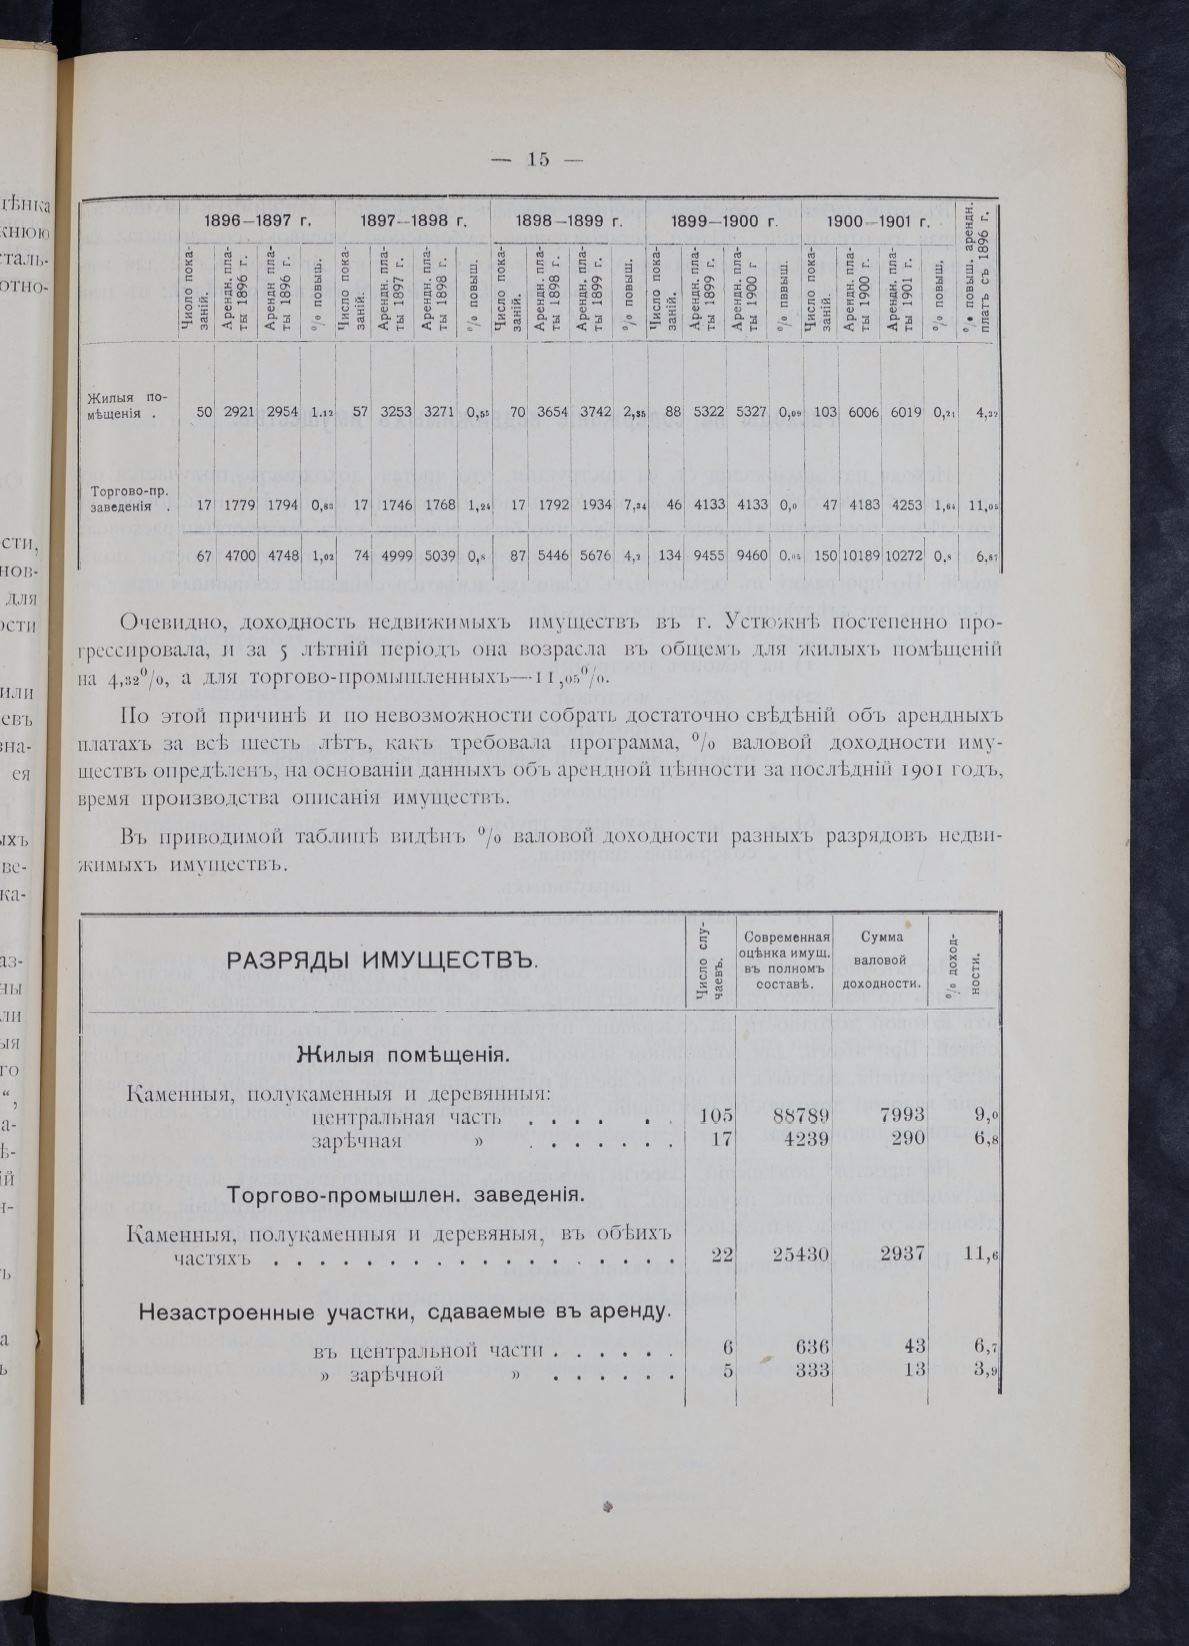 — 15 —
1896—1897 г. 1897—1898 г. 1898—1899 г. 1899—1900 г. 1900—1901 г. % повыш. арендн. платъ съ 1896 г.
Число показаній. Арендн. платы 1896 г. Арендн платы 1896 г. % повыш. Число показаній. Арендн. платы 1897 г. Арендн платы 1898 г. % повыш. Число показаній. Арендн. платы 1898 г. Арендн. платы 1899 г. % повыш. Число показаній. Арендн. платы 1899 г. Арендн. платы 1900 г % пввыш. Число показаній. Арендн. платы 1900 г. Арендн. платы 1901 г. % повыш.
Жилыя по-
мѣщенія . 50 2921 2954 1.12 57 3253 3271 0,55 70 3654 3742 2,35 88 5322 5327 0,09 103 6006 6019 0,21 4,32
Торгово-пр.
заведенія . 17 1779 1794 0,83 17 1746 1768 1,24 17 1792 1934 7,34 46 4133 4133 0,0 47 4183 4253 1,64 11,05
67 4700 4748 1,02 74 4999 5039 0,8 87 5446 5676 4,2 134 9455 9460 0,05 150 10189 10272 0,8 6,87
Очевидно, доходность недвижимыхъ имуществъ въ г. Устюжнѣ постепенно про-
грессировала, и за 5 лѣтній періодъ она возрасла въ общемъ для жилыхъ помѣщеній
на 4,32%, а для торгово-промышленныхъ—11,05%.
По этой причинѣ и по невозможности собрать достаточно свѣдѣній объ арендныхъ
платахъ за всѣ шесть лѣтъ, какъ требовала программа, % валовой доходности иму-
ществъ опредѣленъ, на основаніи данныхъ объ арендной цѣнности за послѣдній 1901 годъ,
время производства описанія имуществъ.
Въ приводимой таблицѣ видѣнъ % валовой доходности разныхъ разрядовъ недви-
жимыхъ имуществъ.
РАЗРЯДЫ ИМУЩЕСТВЪ. Число случаевъ. Современная оцѣнка имущ. въ полномъ составѣ. Сумма валовой доходности. % доходности.
Жилыя помѣщенія.
Каменныя, полукаменныя и деревянныя:
центральная часть . . . . . . 105 88789 7993 9,0
зарѣчная » . . . . . . 17 4239 290 6,8
Торгово-промышлен. заведенія.
Каменныя, полукаменныя и деревяныя, въ обѣихъ
частяхъ . . . . . . . . . . . . . . . . . . 22 25430 2937 11,6
Незастроенные участки, сдаваемые въ аренду.
въ центральной части . . . . . . 6 636 43 6,7
» зарѣчной » . . . . . . 5 333 13 3,9